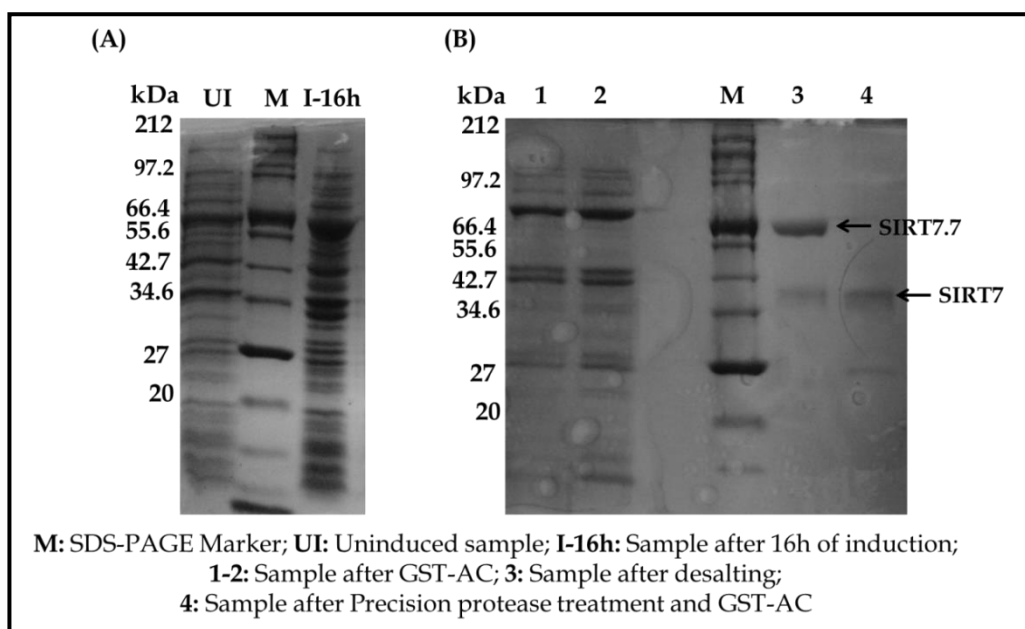 (A)
(B)
kDa UI M I-16h
kDa 1 2 M 3 4
212
97.2
66.4
55.6
42.7
34.6
27
20
212
97.2
66.4
55.6
42.7
34.6
27
20
SIRT7.7
SIRT7
M: SDS-PAGE Marker; UI: Uninduced sample; I-16h: Sample after 16h of induction;
1-2: Sample after GST-AC; 3: Sample after desalting;
4: Sample after Precision protease treatment and GST-AC